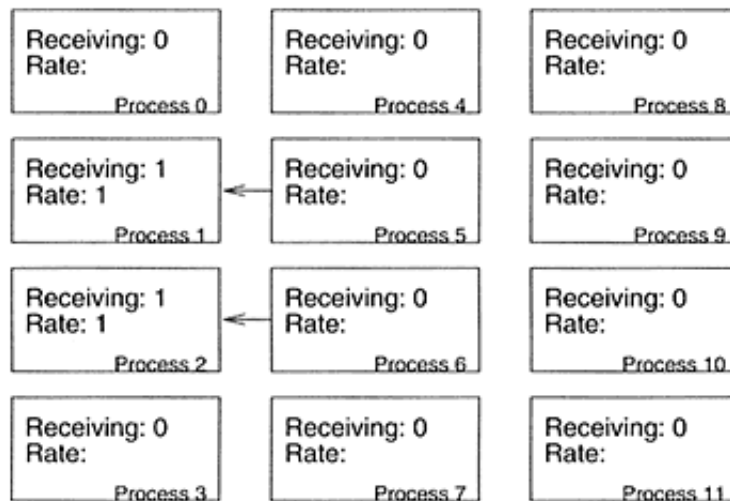 Receiving: 0
Rate:
Process 0
Receiving: 0
Rate:
Process 4
Receiving: 0
Rate:
Process 8
Receiving: 1
Rate: 1
Process 1
Receiving: 0
Rate:
Process 5
Receiving: 0
Rate:
Process 9
Receiving: 1
Rate: 1
Process 2
Receiving: 0
Rate:
Process 6
Receiving: 0
Rate:
Process 10
Receiving: 0
Rate:
Process 3
Receiving: 0
Rate:
Process 7
Receiving: 0
Rate:
Process 11